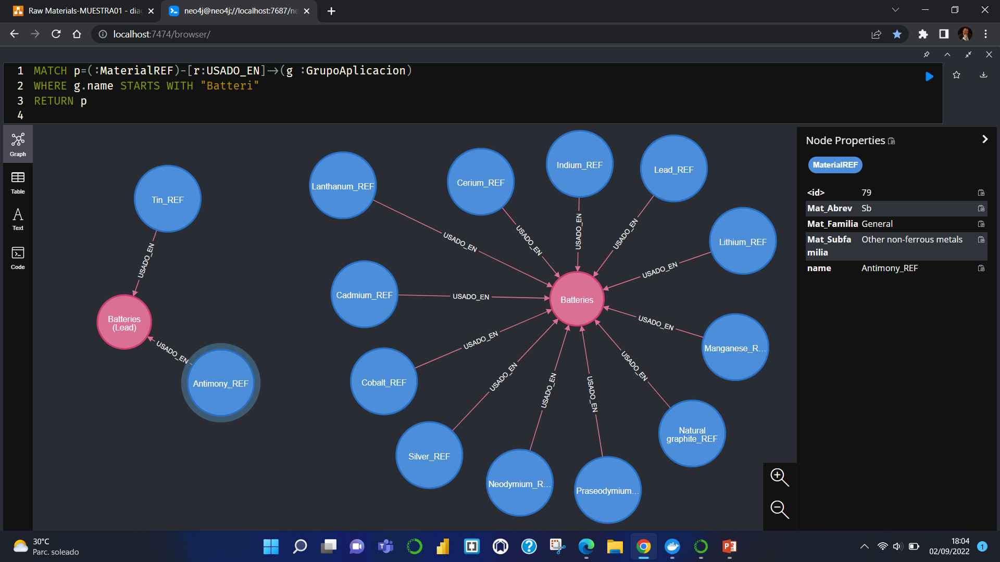 Raw Materials-MUESTRA01 - dia
neo4j@neo4j://localhost:7687/ne
localhost:7474/browser/
1 MATCH p=(:MaterialREF)-[r:USADO_EN]->(g :GrupoAplicacion)
2 WHERE g.name STARTS WITH "Batteri"
3 RETURN p
4
Graph
Table
Text
Code
Tin_REF
USADO_EN
Batteries
(Lead)
USADO_EN
Antimony_REF
Lanthanum_REF
USADO_EN
Cerium_REF
USADO_EN
Indium_REF
USADO_EN
Lead_REF
USADO_EN
Lithium_REF
USADO_EN
Cadmium_REF
USADO_EN
Batteries
USADO_EN
Manganese_R...
Cobalt_REF
USADO_EN
Silver_REF
USADO_EN
Neodymium_R...
USADO_EN
Praseodymium...
USADO_EN
Natural
graphite_REF
USADO_EN
Node Properties
MaterialREF
<id> 79
Mat_Abrev Sb
Mat_Familia General
Mat_Subfa Other non-ferrous metals
milia
name Antimony_REF
30°C
Parc. soleado
18:04
02/09/2022
1